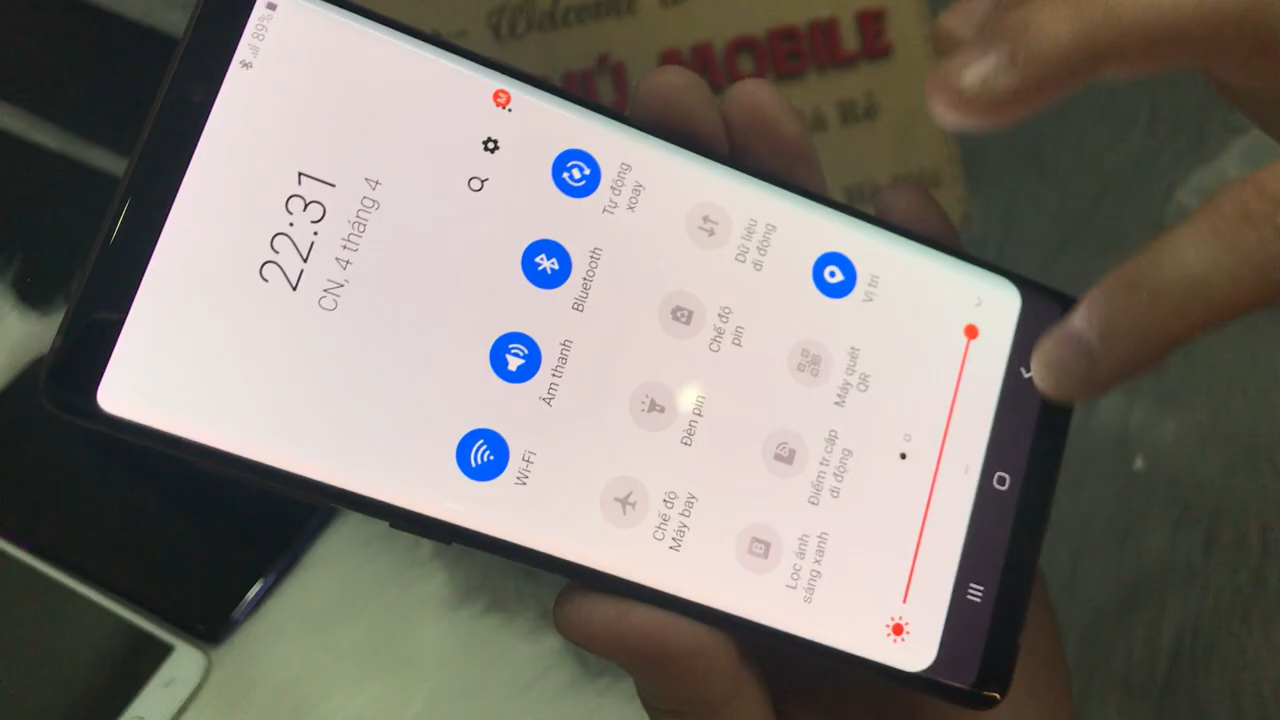 Welcome
MOBILE
89%
22:31
CN, 4 tháng 4
M
Wi-Fi
Âm thanh
Bluetooth
Tự động
xoay
Chế độ
Máy bay
Đèn pin
Chế độ
pin
Dữ liệu
di động
Lọc ánh
sáng xanh
Điểm tr.cập
di động
Máy quét
QR
Vị trí